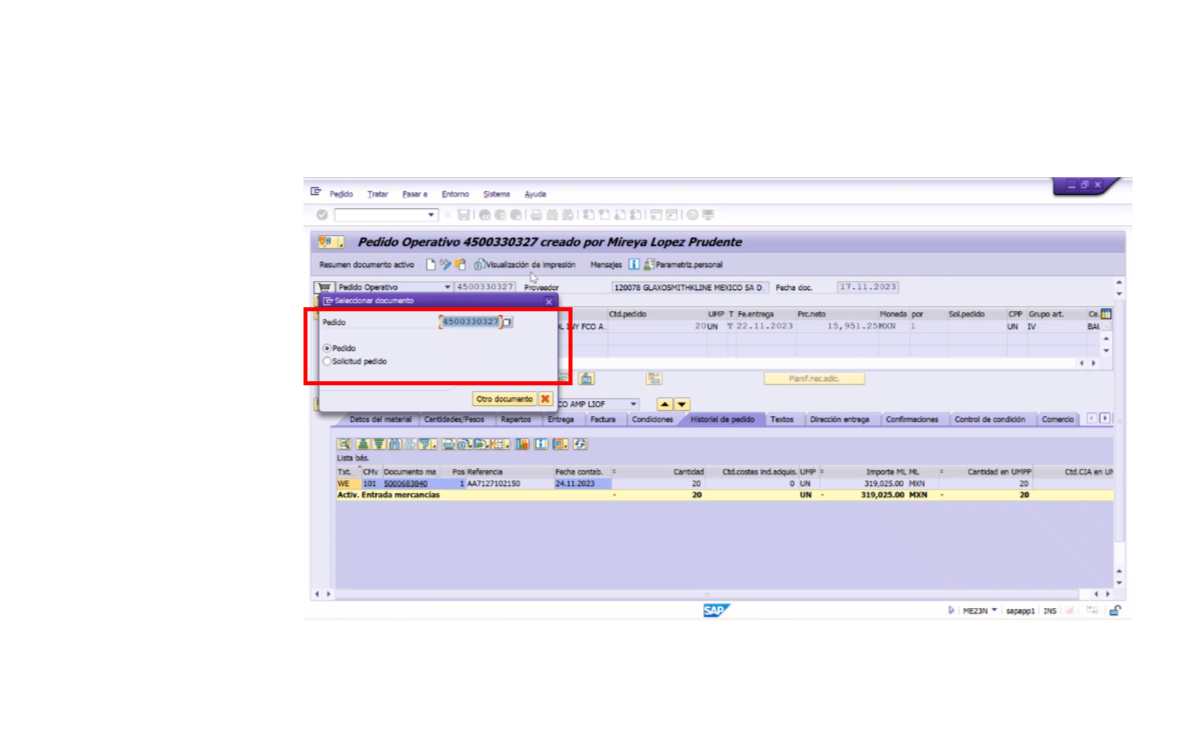 Pedido Tratar Pasar a Entorno Sistema Ayuda
Pedido Operativo 4500330327 creado por Mireya Lopez Prudente
Resumen documento activo Visualización de impresión Mensajes Parametriz.personal
Pedido Operativo 4500330327 Proveedor 120078 GLAXOSMITHKLINE MEXICO SA D. Fecha doc. 17.11.2023
Seleccionar documento
Pedido 4500330327
Pedido
Solicitud pedido
Otro documento
Ctd.pedido UMP T Fe.entrega Prc.neto Moneda por Sol.pedido CPP Grupo art. Ce.
INY FCO A. 20 UN T 22.11.2023 15,951.25 MXN 1 UN IV
Planif.nec.adic.
CO AMP LIOF
Datos del material Cantidades/Pesos Repartos Entrega Factura Condiciones Historial de pedido Textos Dirección entrega Confirmaciones Control de condición Comercio
Lista bás.
Txt. CMv Documento ma Pos Referencia Fecha contab. Cantidad Ctd.costes ind.adquis. UMP Importe ML ML Cantidad en UMPP Ctd.CIA en UM
WE 101 5000683840 1 AA7127102150 24.11.2023 20 0 UN 319,025.00 MXN 20
Activ. Entrada mercancías 20 UN 319,025.00 MXN 20
SAP
ME23N sapapp1 INS